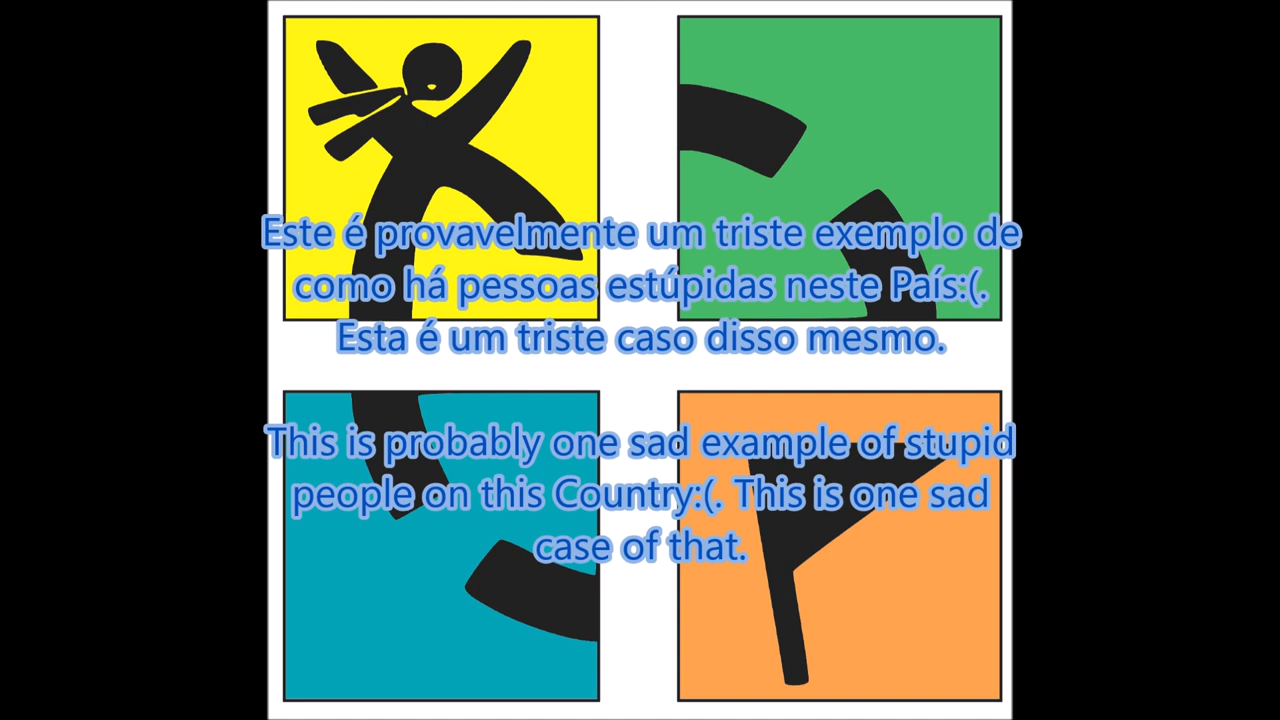 Este é provavelmente um triste exemplo de
como há pessoas estúpidas neste País:(.
Esta é um triste caso disso mesmo.
This is probably one sad example of stupid
people on this Country:(. This is one sad
case of that.